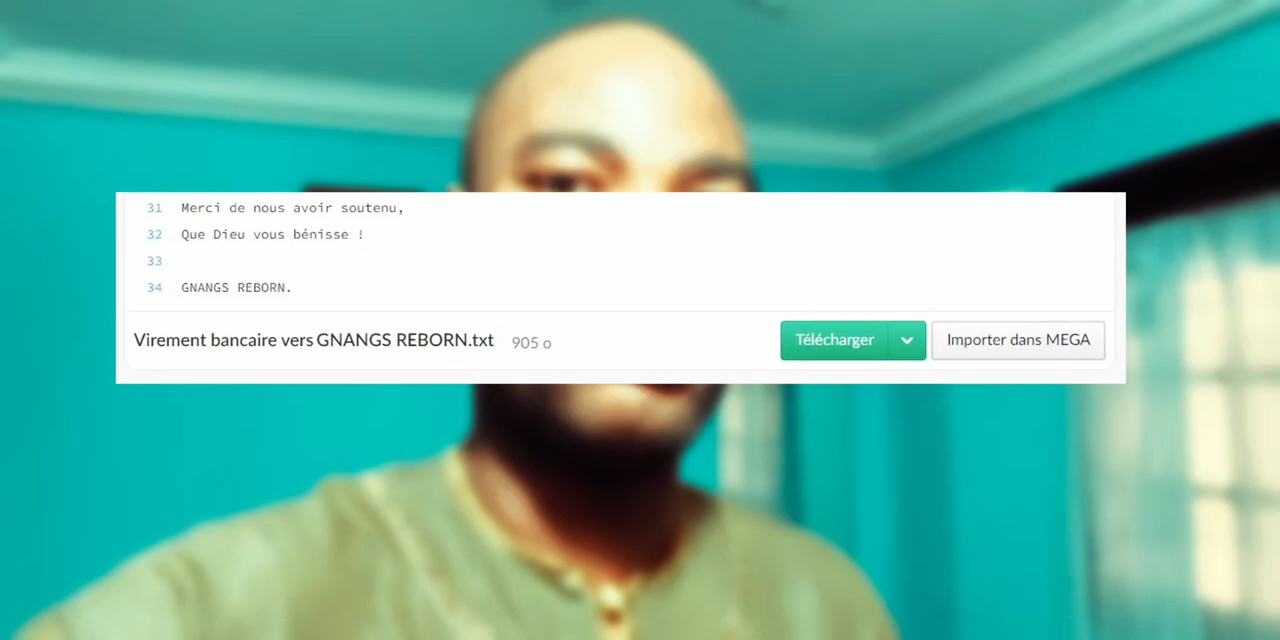 31 Merci de nous avoir soutenu,
32 Que Dieu vous bénisse !
33
34 GNANGS REBORN.
Virement bancaire vers GNANGS REBORN.txt 905 o Télécharger Importer dans MEGA